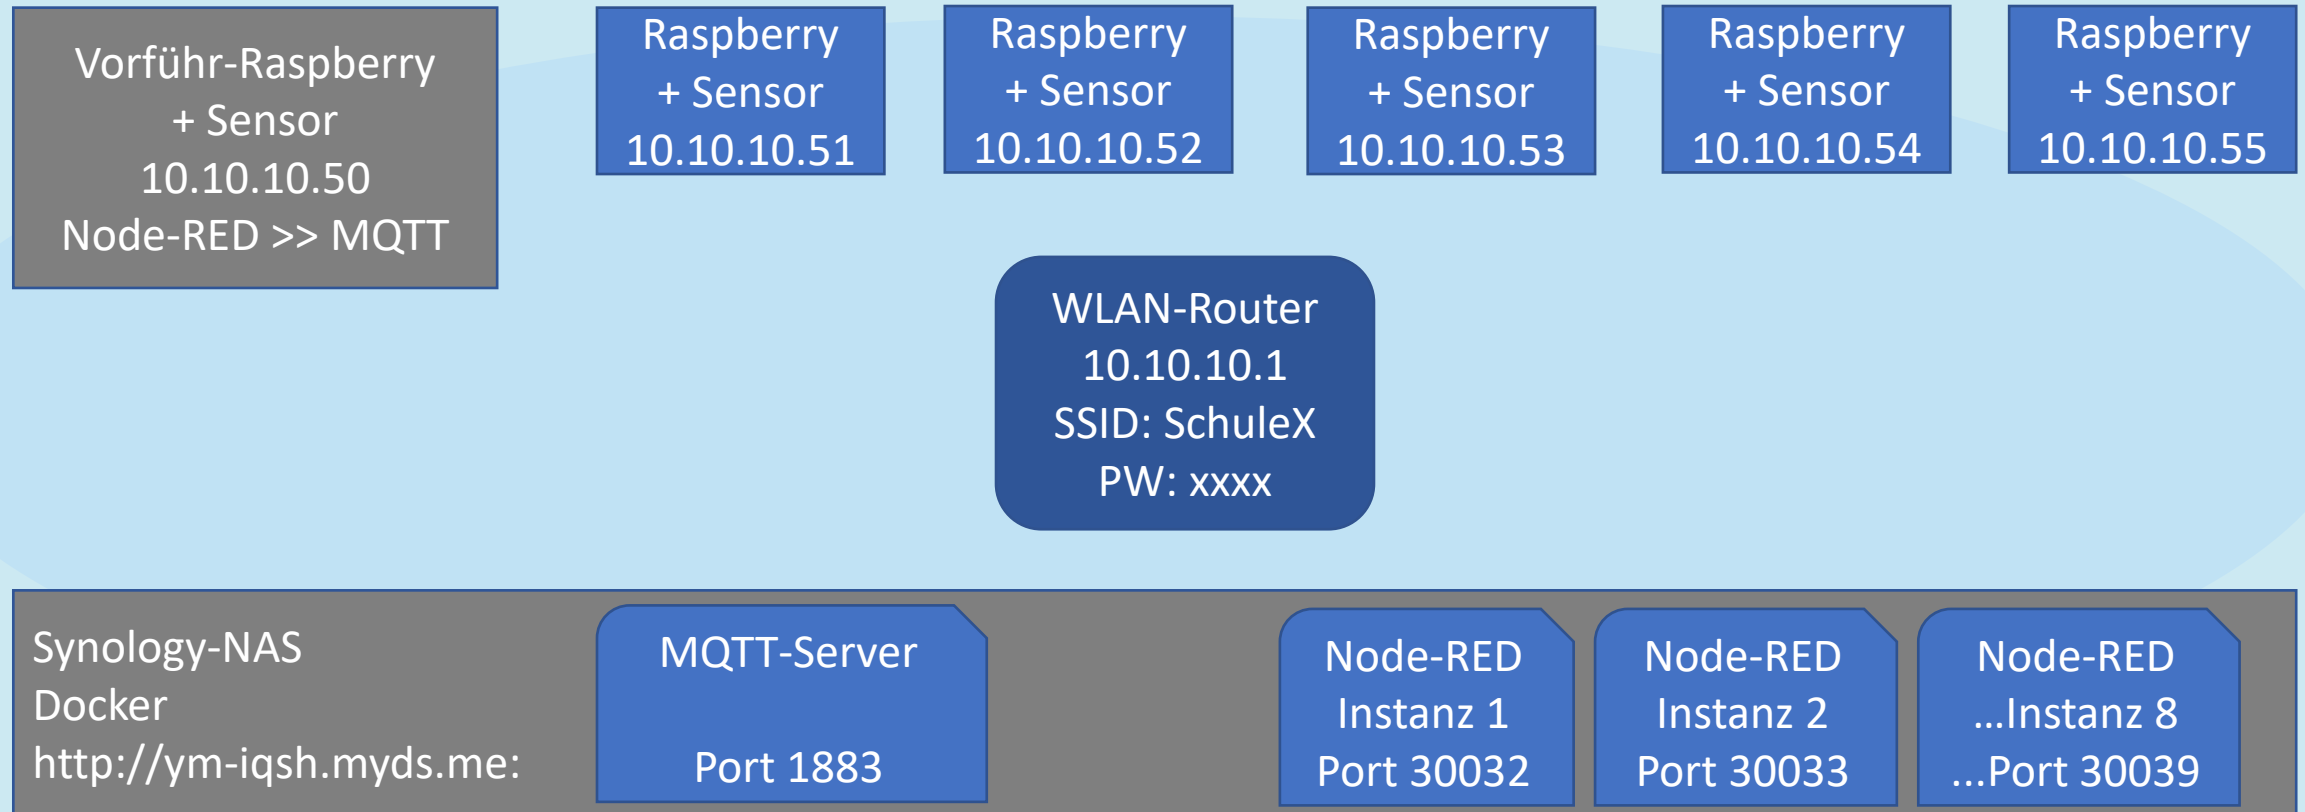 Vorführ-Raspberry
+ Sensor
10.10.10.50
Node-RED >> MQTT
Raspberry
+ Sensor
10.10.10.51
Raspberry
+ Sensor
10.10.10.52
Raspberry
+ Sensor
10.10.10.53
Raspberry
+ Sensor
10.10.10.54
Raspberry
+ Sensor
10.10.10.55
WLAN-Router
10.10.10.1
SSID: SchuleX
PW: xxxx
Synology-NAS
Docker
http://ym-iqsh.myds.me:
MQTT-Server
Port 1883
Node-RED
Instanz 1
Port 30032
Node-RED
Instanz 2
Port 30033
Node-RED
...Instanz 8
...Port 30039